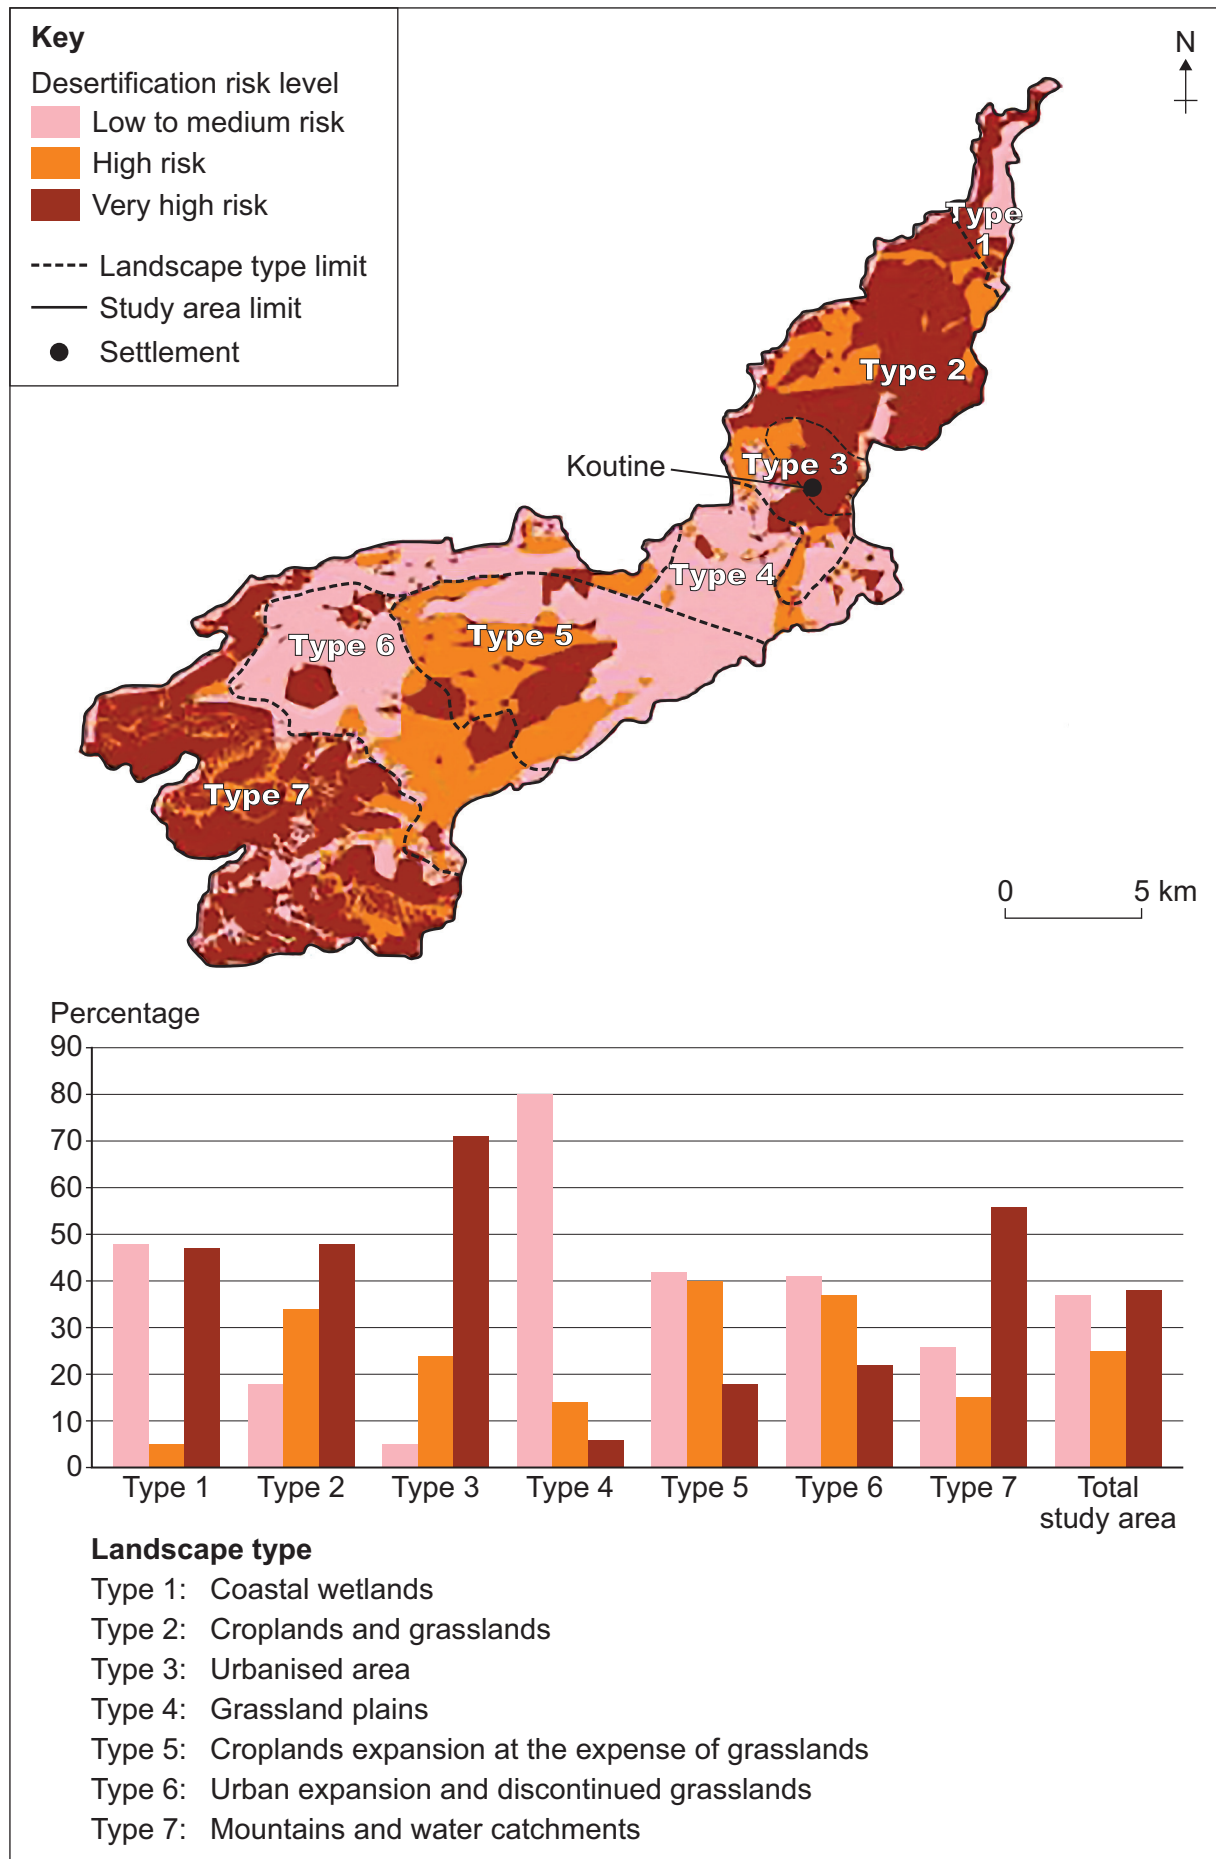 Key
Desertification risk level
Low to medium risk
High risk
Very high risk
Landscape type limit
Study area limit
Settlement
N
Type
1
Type 2
Type 3
Koutine
Type 4
Type 5
Type 6
Type 7
0 5 km
Percentage
90
80
70
60
50
40
30
20
10
0
Type 1 Type 2 Type 3 Type 4 Type 5 Type 6 Type 7 Total
study area
Landscape type
Type 1: Coastal wetlands
Type 2: Croplands and grasslands
Type 3: Urbanised area
Type 4: Grassland plains
Type 5: Croplands expansion at the expense of grasslands
Type 6: Urban expansion and discontinued grasslands
Type 7: Mountains and water catchments